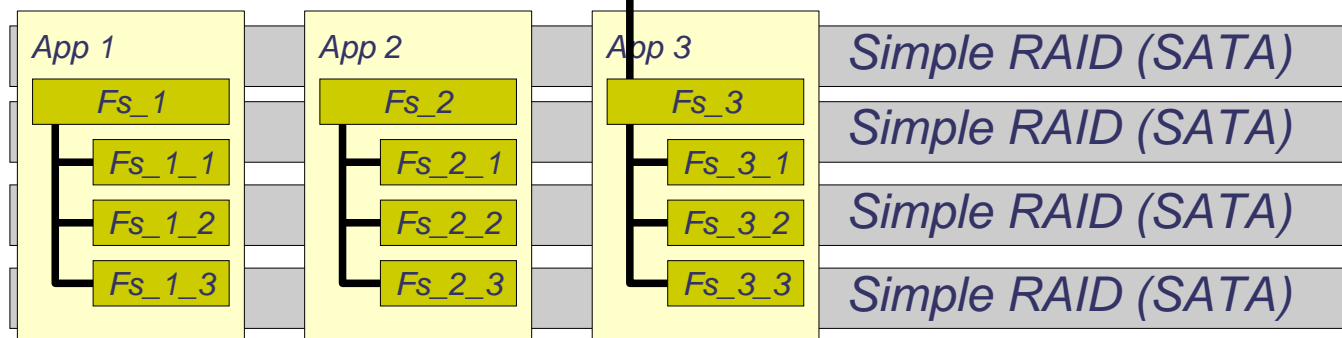 App 1
Fs_1
Fs_1_1
Fs_1_2
Fs_1_3
App 2
Fs_2
Fs_2_1
Fs_2_2
Fs_2_3
App 3
Fs_3
Fs_3_1
Fs_3_2
Fs_3_3
Simple RAID (SATA)
Simple RAID (SATA)
Simple RAID (SATA)
Simple RAID (SATA)